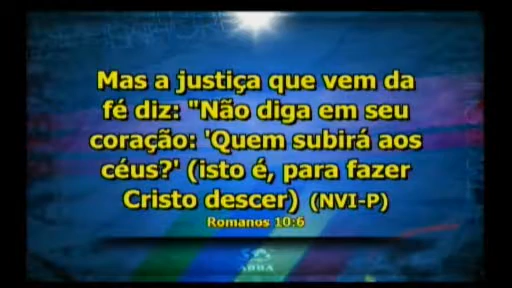 Mas a justiça que vem da
fé diz: "Não diga em seu
coração: 'Quem subirá aos
céus?' (isto é, para fazer
Cristo descer) (NVI-P)
Romanos 10:6
ABBA